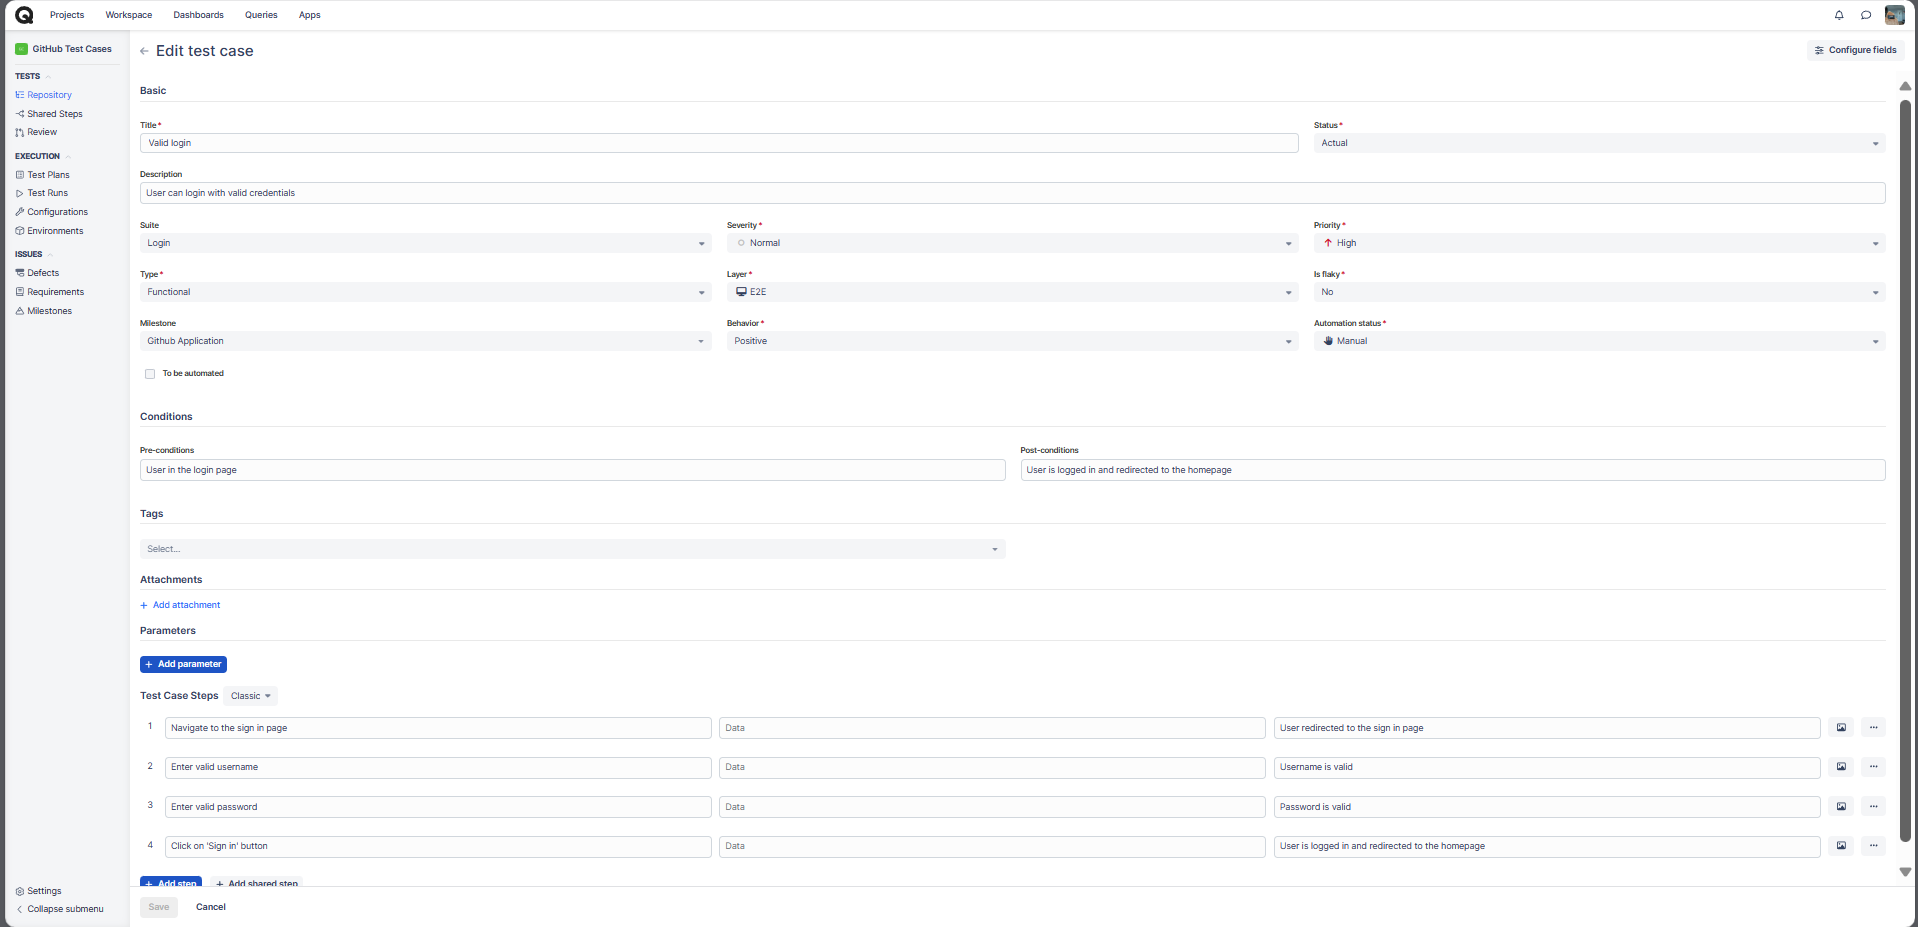 Projects Workspace Dashboards Queries Apps
GitHub Test Cases
TESTS
Repository
Shared Steps
Review
EXECUTION
Test Plans
Test Runs
Configurations
Environments
ISSUES
Defects
Requirements
Milestones
Settings
Collapse submenu
Edit test case
Configure fields
Basic
Title*
Valid login
Status*
Actual
Description
User can login with valid credentials
Suite
Login
Severity*
Normal
Priority*
High
Type*
Functional
Layer*
E2E
Is flaky*
No
Milestone
Github Application
Behavior*
Positive
Automation status*
Manual
To be automated
Conditions
Pre-conditions
User in the login page
Post-conditions
User is logged in and redirected to the homepage
Tags
Select...
Attachments
+ Add attachment
Parameters
+ Add parameter
Test Case Steps Classic
1 Navigate to the sign in page Data User redirected to the sign in page
2 Enter valid username Data Username is valid
3 Enter valid password Data Password is valid
4 Click on 'Sign in' button Data User is logged in and redirected to the homepage
+ Add step + Add shared step
Save Cancel